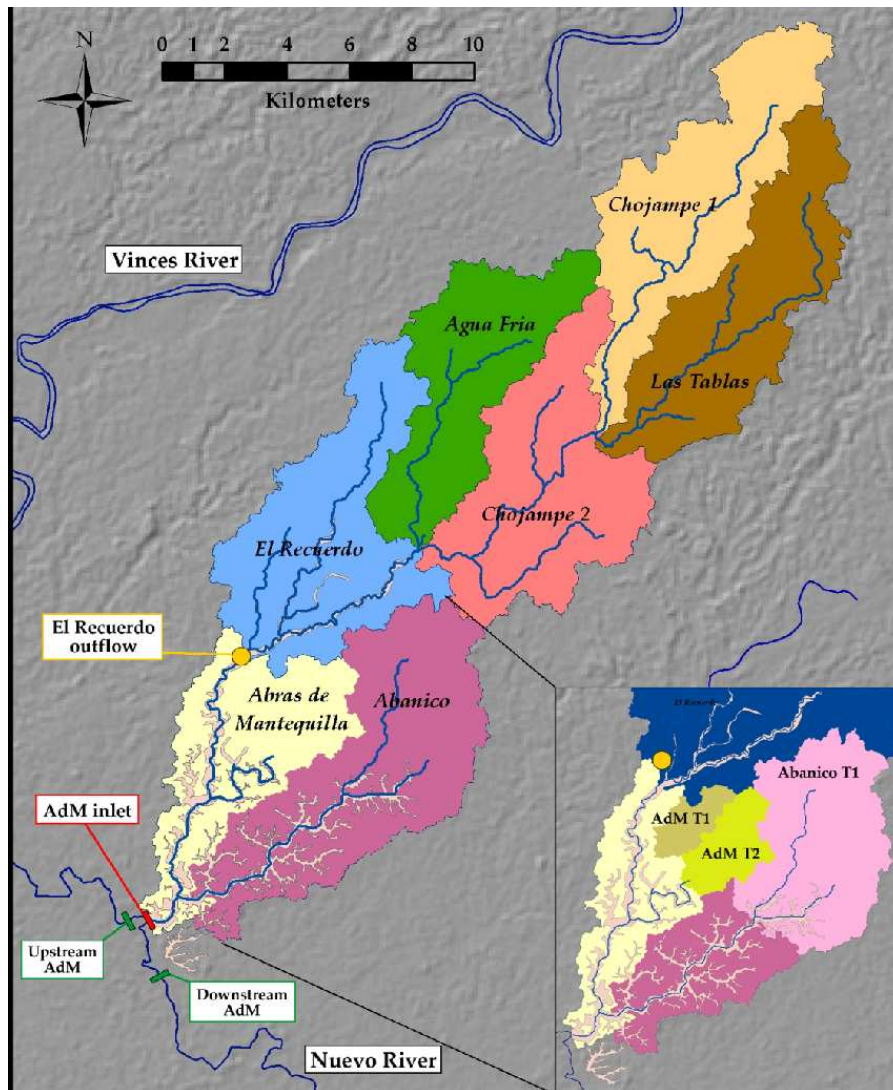 N
0 1 2 4 6 8 10
Kilometers
Chojampe 1
Vinces River
Agua Fria
Las Tablas
Chojampe 2
El Recuerdo
El Recuerdo
outflow
Abras de
Mantequilla
Abanico
AdM inlet
Upstream
AdM
Downstream
AdM
Nuevo River
El Recuerdo
Abanico T1
AdM T1
AdM T2